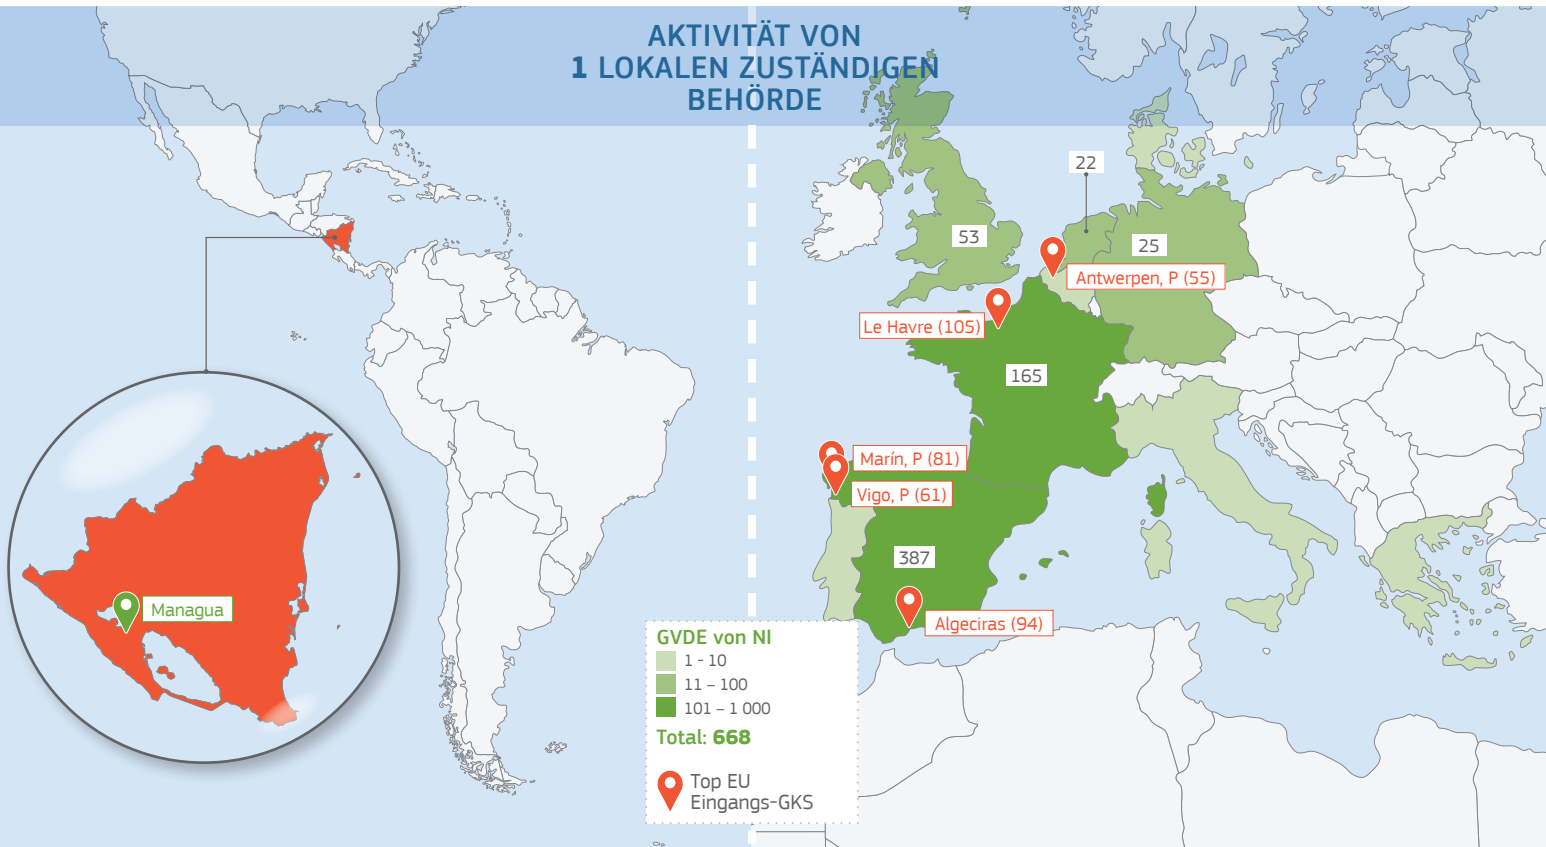 AKTIVITÄT VON
1 LOKALEN ZUSTÄNDIGEN
BEHÖRDE
22
53
25
Antwerpen, P (55)
Le Havre (105)
165
Marín, P (81)
Vigo, P (61)
387
Managua
Algeciras (94)
GVDE von NI
1 - 10
11 – 100
101 – 1 000
Total: 668
Top EU
Eingangs-GKS